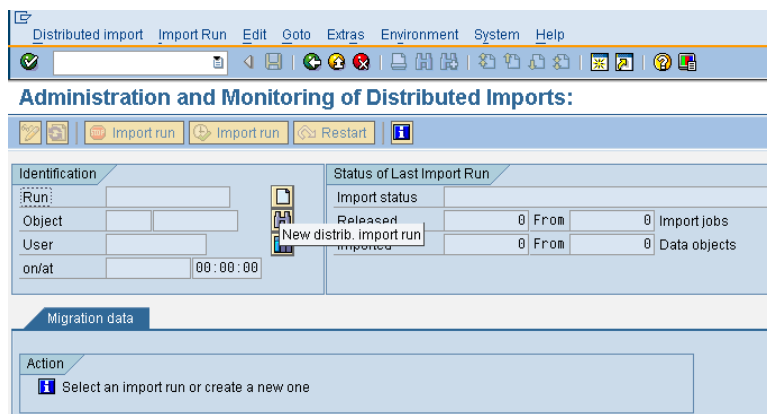 Distributed import Import Run Edit Goto Extras Environment System Help
Administration and Monitoring of Distributed Imports:
Import run Import run Restart
Identification
Run
Object
User
on/at 00:00:00
New distrib. import run
Status of Last Import Run
Import status
Released 0 From 0 Import jobs
Imported 0 From 0 Data objects
Migration data
Action
Select an import run or create a new one